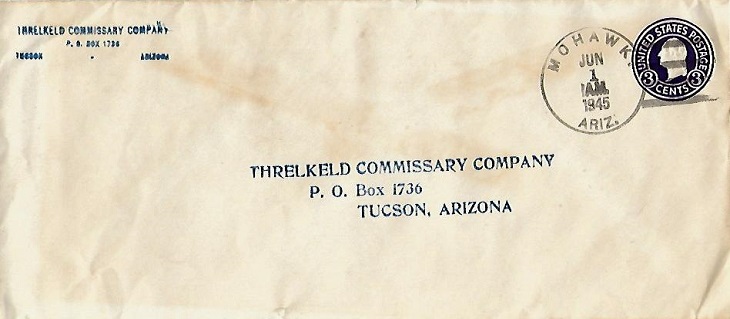 THRELKELD COMMISSARY COMPANY
P. O. BOX 1736
TUCSON - ARIZONA
MOHAWK,
JUN
1
AM
1945
ARIZ.
UNITED STATES POSTAGE
3 CENTS 3
THRELKELD COMMISSARY COMPANY
P. O. Box 1736
TUCSON, ARIZONA